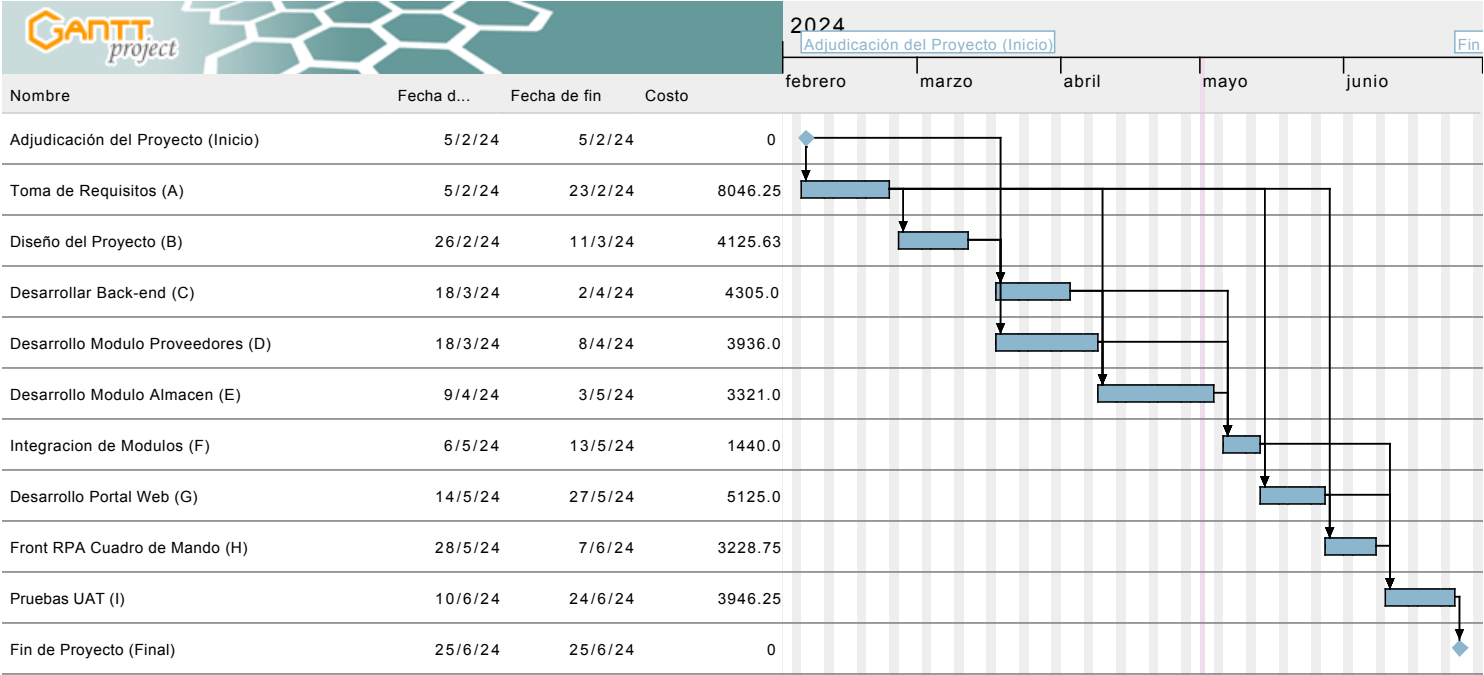 GANTT
project
2024
Adjudicación del Proyecto (Inicio)
Fin
febrero marzo abril mayo junio
Nombre Fecha d... Fecha de fin Costo
Adjudicación del Proyecto (Inicio) 5/2/24 5/2/24 0
Toma de Requisitos (A) 5/2/24 23/2/24 8046.25
Diseño del Proyecto (B) 26/2/24 11/3/24 4125.63
Desarrollar Back-end (C) 18/3/24 2/4/24 4305.0
Desarrollo Modulo Proveedores (D) 18/3/24 8/4/24 3936.0
Desarrollo Modulo Almacen (E) 9/4/24 3/5/24 3321.0
Integracion de Modulos (F) 6/5/24 13/5/24 1440.0
Desarrollo Portal Web (G) 14/5/24 27/5/24 5125.0
Front RPA Cuadro de Mando (H) 28/5/24 7/6/24 3228.75
Pruebas UAT (I) 10/6/24 24/6/24 3946.25
Fin de Proyecto (Final) 25/6/24 25/6/24 0